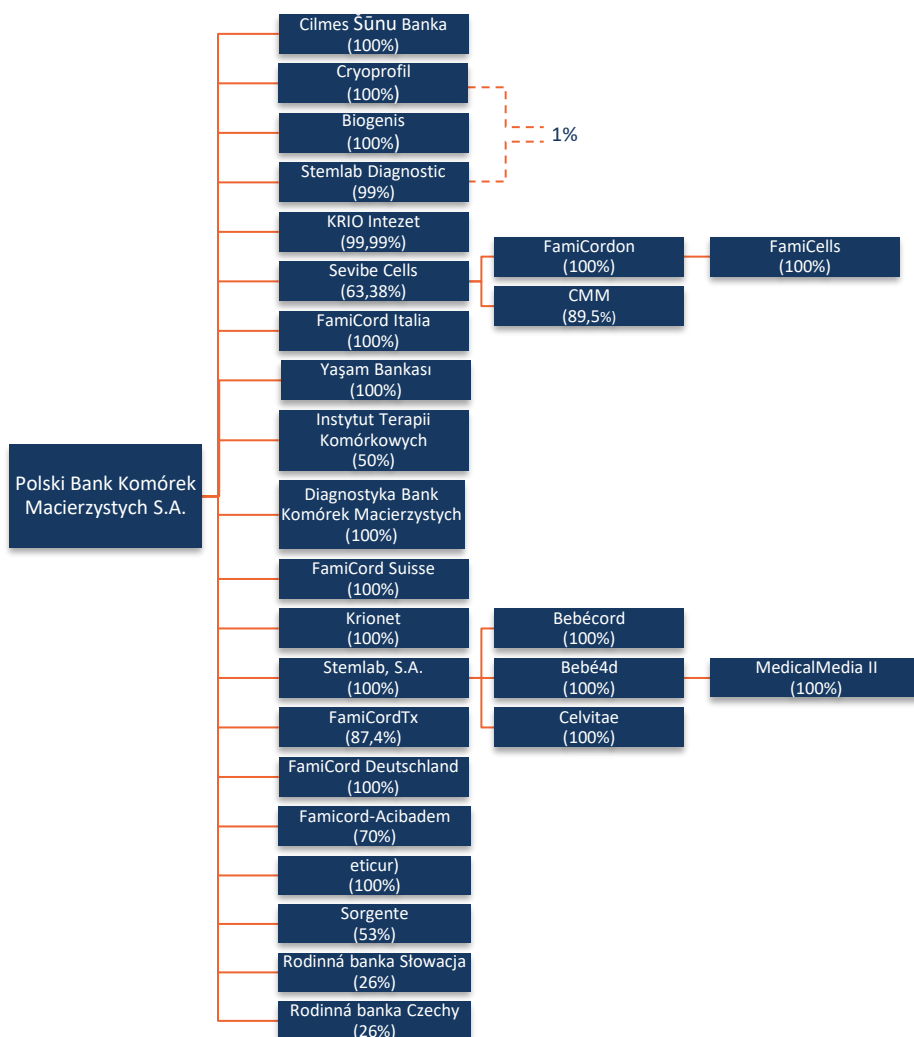 Cilmes Šūnu Banka
(100%)
Cryoprofil
(100%)
1%
Biogenis
(100%)
Stemlab Diagnostic
(99%)
KRIO Intezet
(99,99%)
Sevibe Cells
(63,38%)
FamiCordon
(100%)
FamiCells
(100%)
CMM
(89,5%)
FamiCord Italia
(100%)
Yaşam Bankası
(100%)
Instytut Terapii
Komórkowych
(50%)
Polski Bank Komórek
Macierzystych S.A.
Diagnostyka Bank
Komórek Macierzystych
(100%)
FamiCord Suisse
(100%)
Krionet
(100%)
Stemlab, S.A.
(100%)
Bebécord
(100%)
Bebé4d
(100%)
MedicalMedia II
(100%)
Celvitae
(100%)
FamiCordTx
(87,4%)
FamiCord Deutschland
(100%)
Famicord-Acibadem
(70%)
eticur)
(100%)
Sorgente
(53%)
Rodinná banka Słowacja
(26%)
Rodinná banka Czechy
(26%)